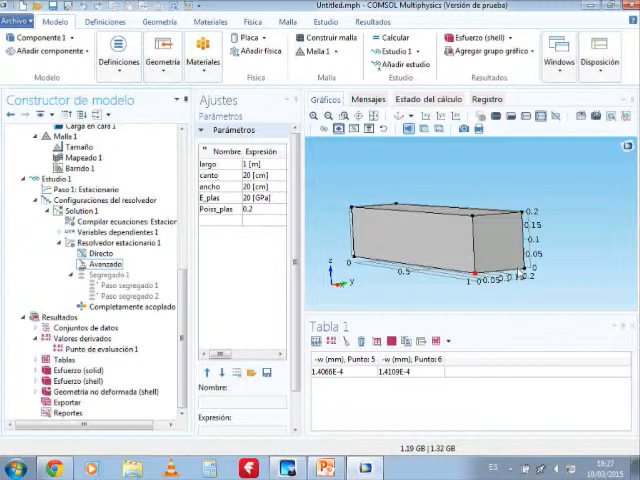 Untitled.mph - COMSOL Multiphysics (Versión de prueba)
Archivo Modelo Definiciones Geometría Materiales Física Malla Estudio Resultados
Componente 1
Añadir componente
Modelo
Definiciones
Geometría
Materiales
Placa
Añadir física
Física
Construir malla
Malla 1
Malla
Calcular
Estudio 1
Añadir estudio
Estudio
Esfuerzo (shell)
Agregar grupo gráfico
Resultados
Windows
Disposición
Constructor de modelo
Carga en cara 1
Malla 1
Tamaño
Mapeado 1
Barrido 1
Estudio 1
Paso 1: Estacionario
Configuraciones del resolvedor
Solution 1
Compilar ecuaciones: Estacion
Variables dependientes 1
Resolvedor estacionario 1
Directo
Avanzado
Segregado 1
Paso segregado 1
Paso segregado 2
Completamente acoplado
Resultados
Conjuntos de datos
Valores derivados
Punto de evaluación 1
Tablas
Esfuerzo (solid)
Esfuerzo (shell)
Geometría no deformada (shell)
Exportar
Reportes
Ajustes
Parámetros
Parámetros
Nombre Expresión
largo 1 [m]
canto 20 [cm]
ancho 20 [cm]
E_plas 20 [GPa]
Poiss_plas 0.2
Nombre:
Expresión:
Gráficos Mensajes Estado del cálculo Registro
0.2
0.15
0.1
0.05
0
0
0.5
1
z
y
x
Tabla 1
-w (mm), Punto: 5 -w (mm), Punto: 6
1.4066E-4 1.4109E-4
1.19 GB | 1.32 GB
ES
18:27
10/03/2015